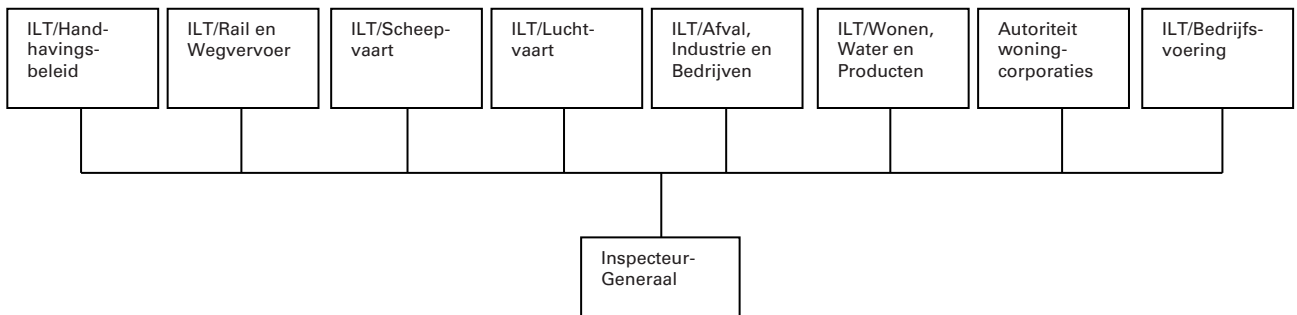 ILT/Hand-
havings-
beleid
ILT/Rail en
Wegvervoer
ILT/Scheep-
vaart
ILT/Lucht-
vaart
ILT/Afval,
Industrie en
Bedrijven
ILT/Wonen,
Water en
Producten
Autoriteit
woning-
corporaties
ILT/Bedrijfs-
voering
Inspecteur-
Generaal